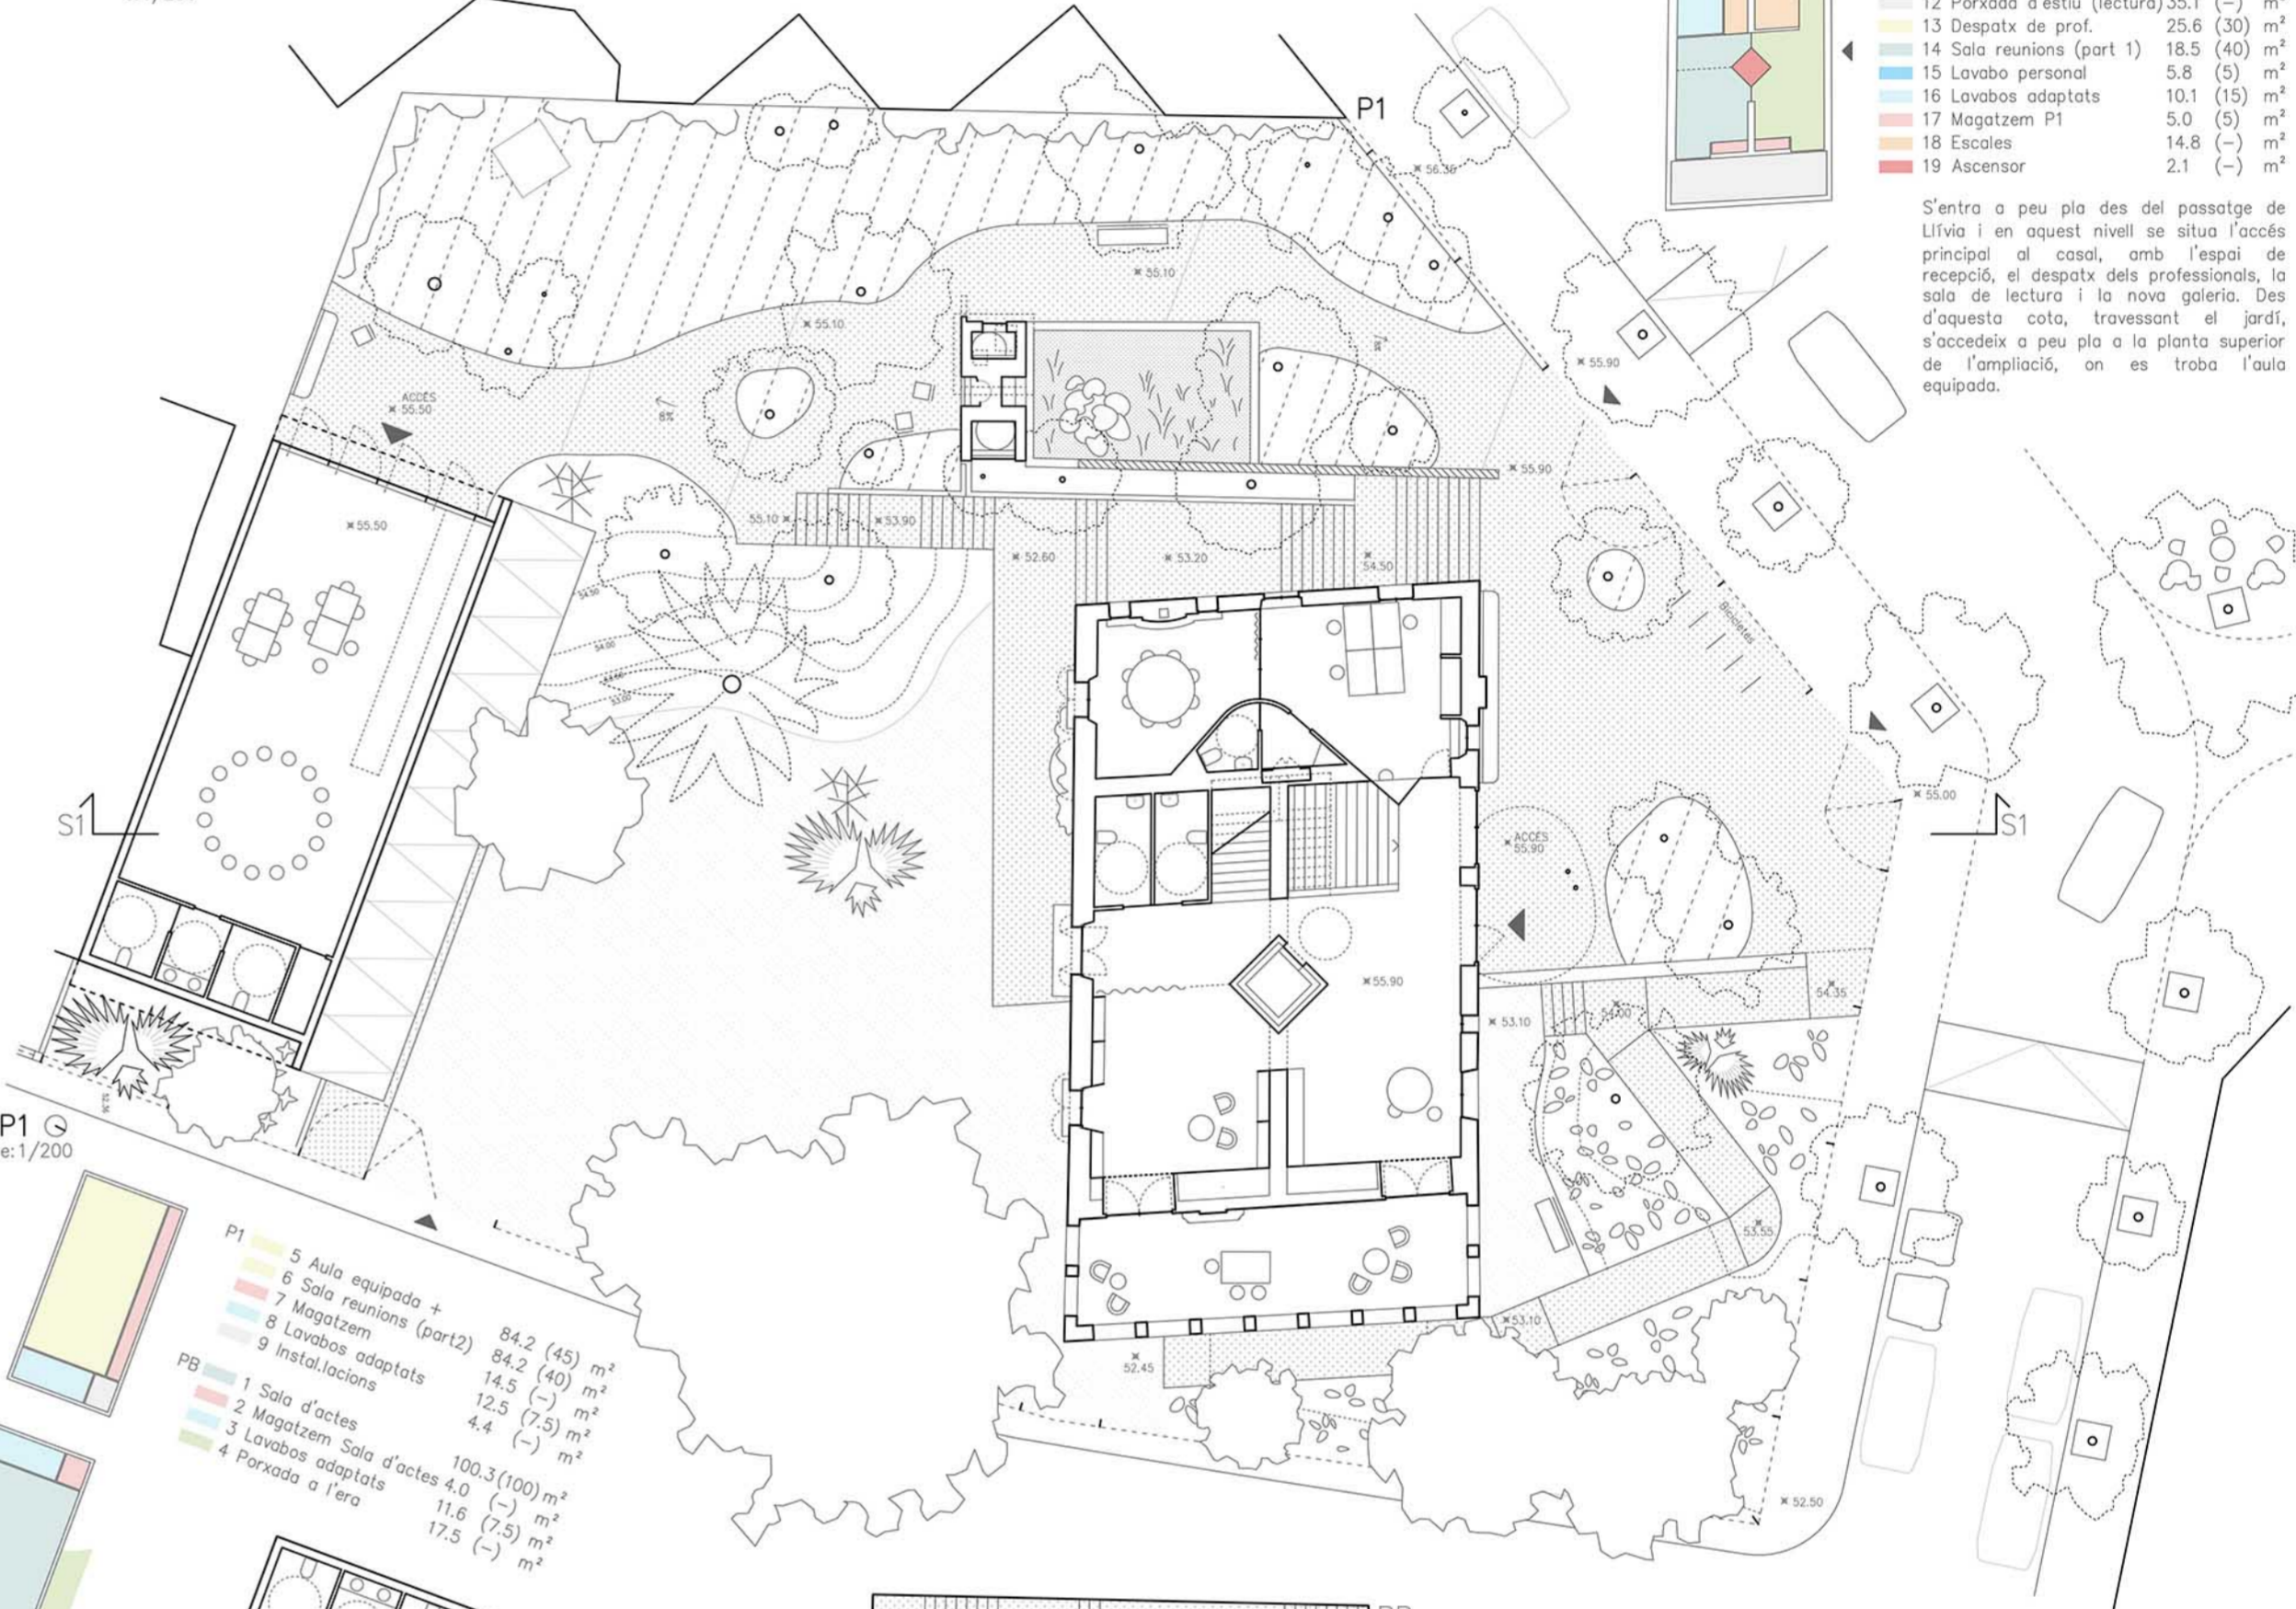 P1
12 Porxada d'estiu (lectura) 35.1 (–) m²
13 Despatx de prof. 25.6 (30) m²
14 Sala reunions (part 1) 18.5 (40) m²
15 Lavabo personal 5.8 (5) m²
16 Lavabos adaptats 10.1 (15) m²
17 Magatzem P1 5.0 (5) m²
18 Escales 14.8 (–) m²
19 Ascensor 2.1 (–) m²
S'entra a peu pla des del passatge de
Llívia i en aquest nivell se situa l'accés
principal al casal, amb l'espai de
recepció, el despatx dels professionals, la
sala de lectura i la nova galeria. Des
d'aquesta cota, travessant el jardí,
s'accedeix a peu pla a la planta superior
de l'ampliació, on es troba l'aula
equipada.
55.10
55.10
55.90
ACCÉS
55.50
8%
55.90
55.50
55.10
53.90
52.60
53.20
54.50
54.50
54.00
53.00
Bicicletes
S1
ACCÉS
55.90
55.00
S1
55.90
53.10
54.00
54.35
53.55
53.10
52.45
52.50
P1
e:1/200
P1
5 Aula equipada + 84.2 (45) m²
6 Sala reunions (part2) 84.2 (40) m²
7 Magatzem 14.5 (–) m²
8 Lavabos adaptats 12.5 (7.5) m²
9 Instal.lacions 4.4 (–) m²
PB
1 Sala d'actes 100.3 (100) m²
2 Magatzem Sala d'actes 4.0 (–) m²
3 Lavabos adaptats 11.6 (7.5) m²
4 Porxada a l'era 17.5 (–) m²